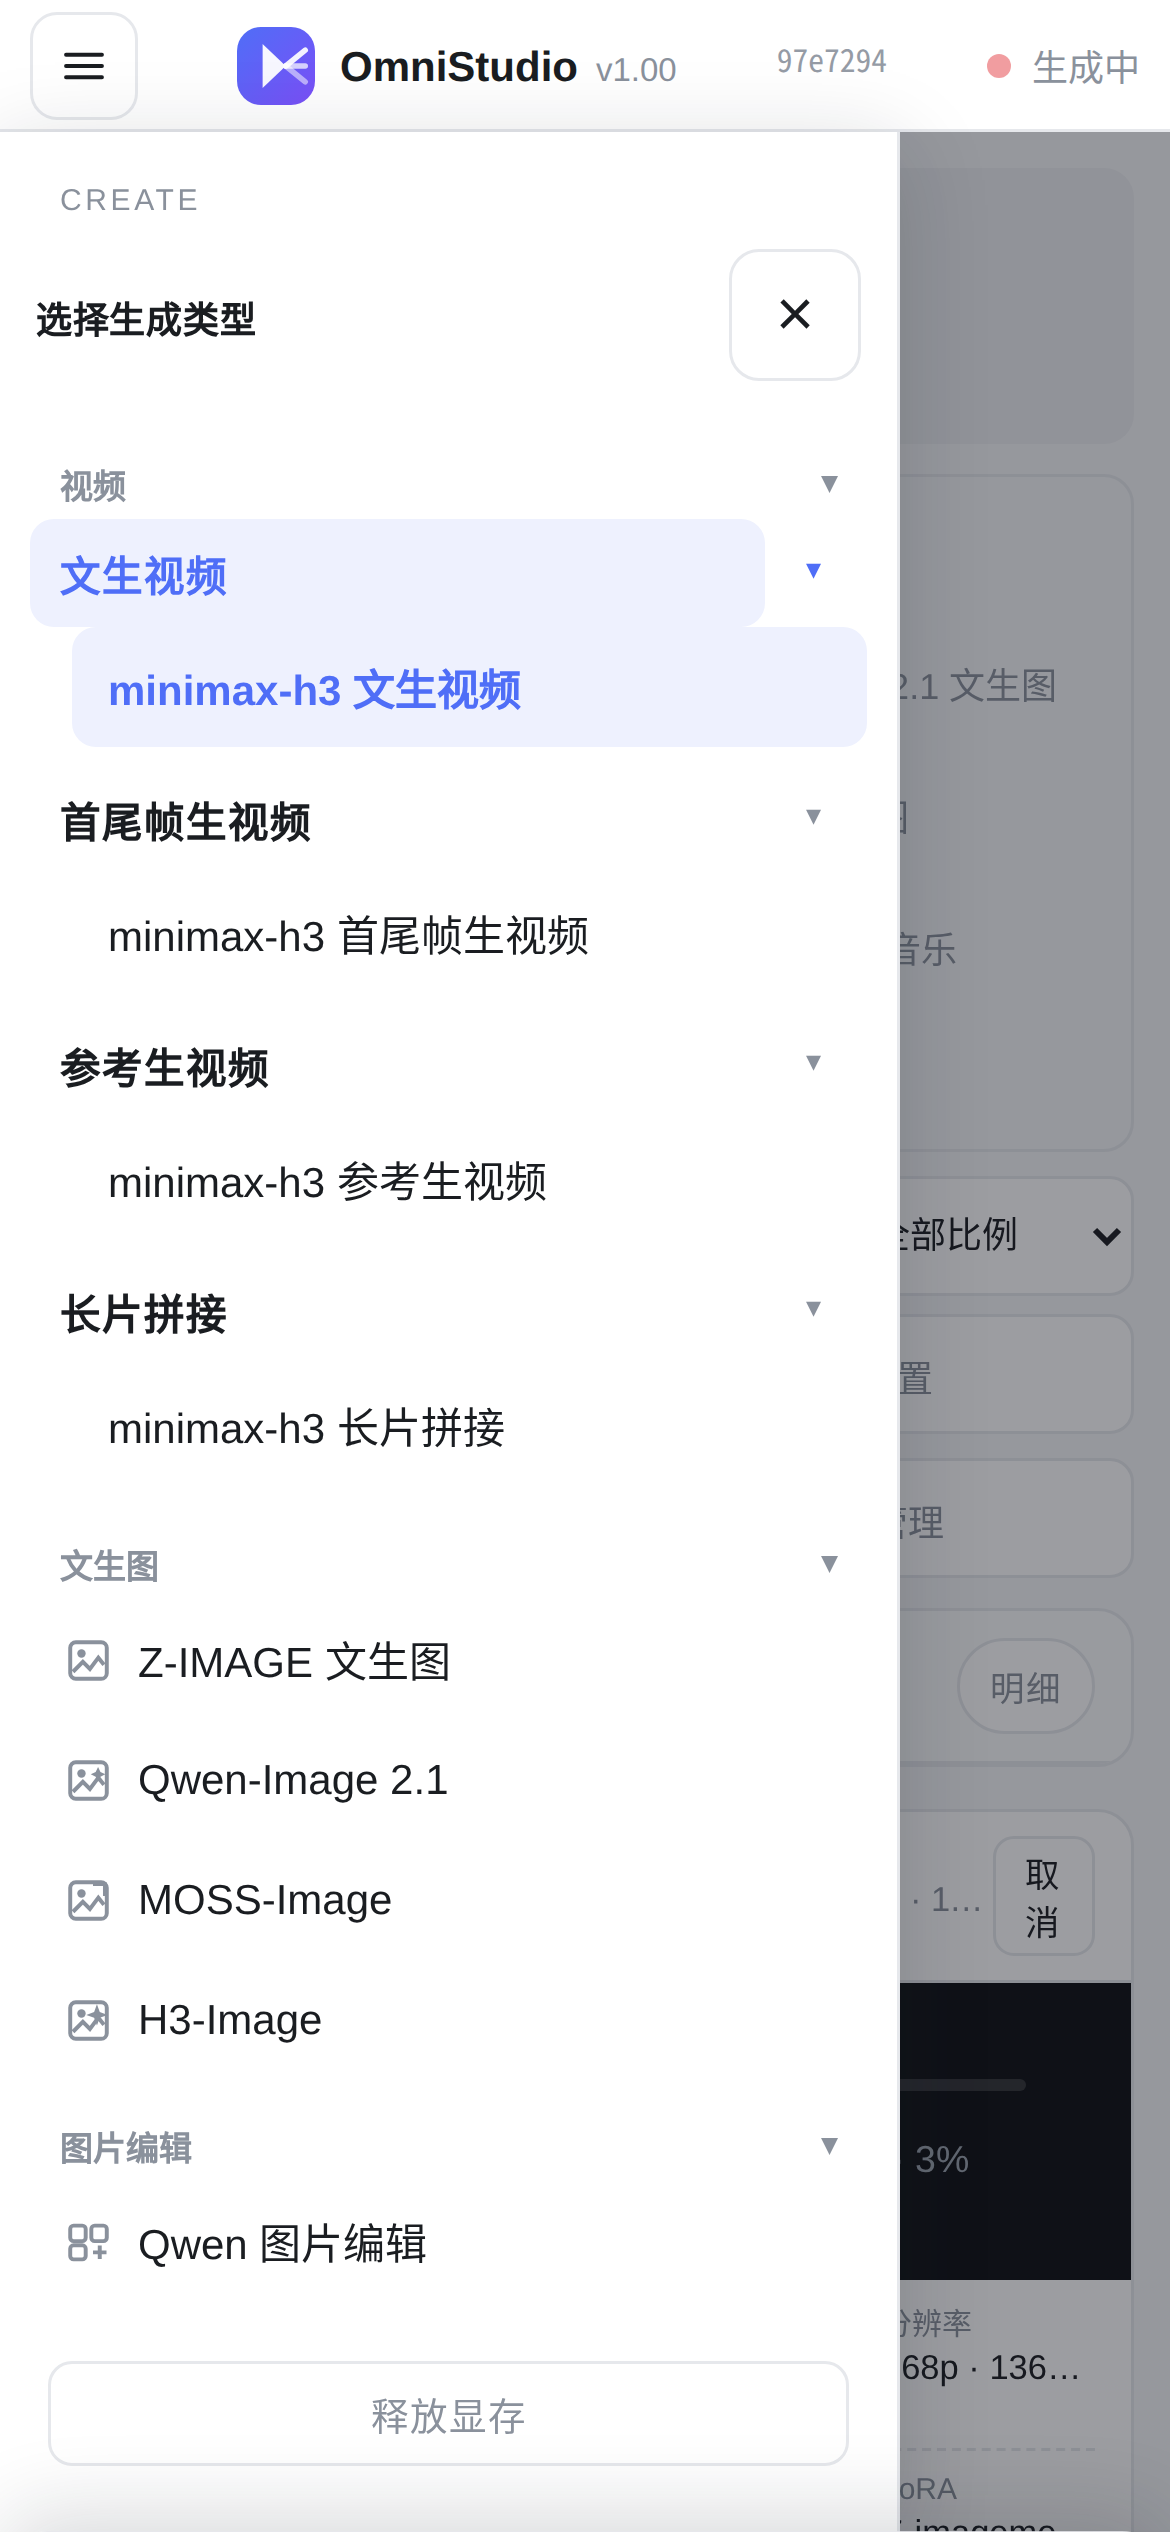 OmniStudio v1.00 97e7294 生成中
CREATE
选择生成类型
视频
文生视频
minimax-h3 文生视频
首尾帧生视频
minimax-h3 首尾帧生视频
参考生视频
minimax-h3 参考生视频
长片拼接
minimax-h3 长片拼接
文生图
Z-IMAGE 文生图
Qwen-Image 2.1
MOSS-Image
H3-Image
图片编辑
Qwen 图片编辑
释放显存
2.1 文生图
音乐
全部比例
置
管理
明细
· 1…
取
消
3%
分辨率
68p · 136…
oRA